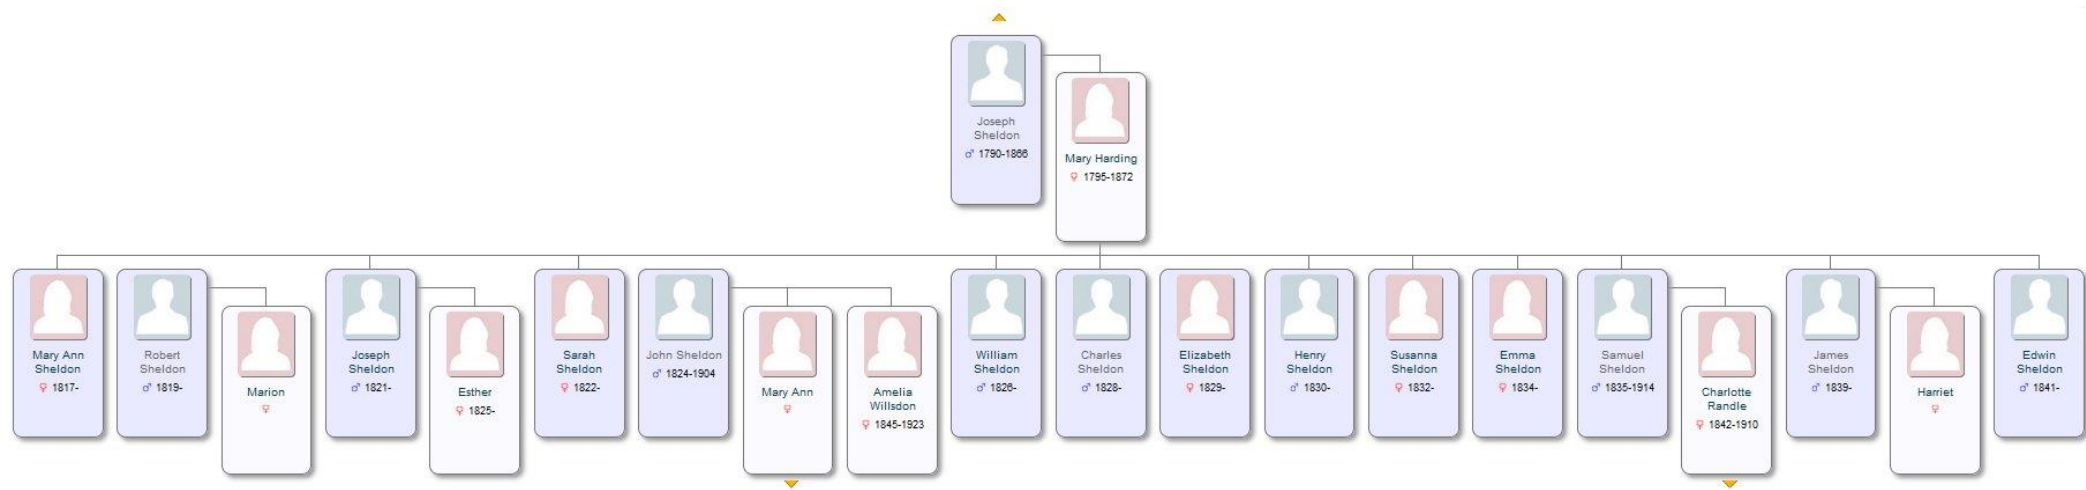 Joseph
Sheldon
♂ 1790-1866
Mary Harding
♀ 1795-1872
Mary Ann
Sheldon
♀ 1817-
Robert
Sheldon
♂ 1819-
Marion
♀
Joseph
Sheldon
♂ 1821-
Esther
♀ 1825-
Sarah
Sheldon
♀ 1822-
John Sheldon
♂ 1824-1904
Mary Ann
♀
Amelia
Willsdon
♀ 1845-1923
William
Sheldon
♂ 1826-
Charles
Sheldon
♂ 1828-
Elizabeth
Sheldon
♀ 1829-
Henry
Sheldon
♂ 1830-
Susanna
Sheldon
♀ 1832-
Emma
Sheldon
♀ 1834-
Samuel
Sheldon
♂ 1835-1914
Charlotte
Randle
♀ 1842-1910
James
Sheldon
♂ 1839-
Harriet
♀
Edwin
Sheldon
♂ 1841-